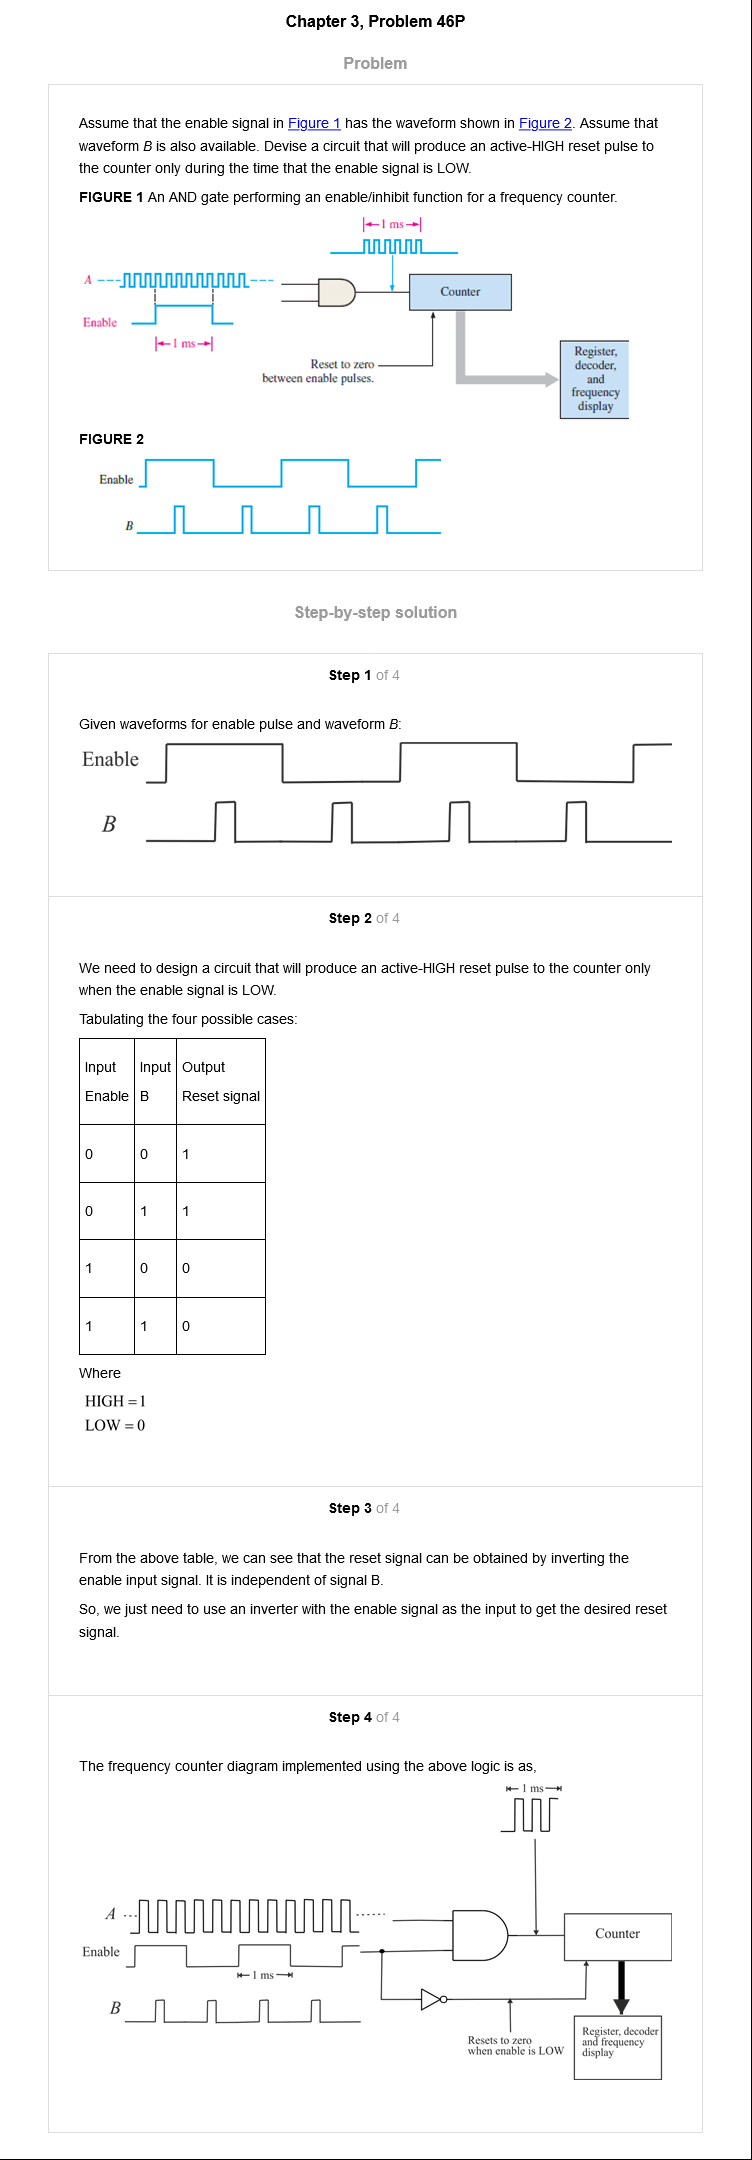 Chapter 3, Problem 46P
Problem
Assume that the enable signal in Figure 1 has the waveform shown in Figure 2. Assume that
waveform B is also available. Devise a circuit that will produce an active-HIGH reset pulse to
the counter only during the time that the enable signal is LOW.
FIGURE 1 An AND gate performing an enable/inhibit function for a frequency counter.
1 ms
A
Counter
Enable
1 ms
Reset to zero
between enable pulses.
Register,
decoder,
and
frequency
display
FIGURE 2
Enable
B
Step-by-step solution
Step 1 of 4
Given waveforms for enable pulse and waveform B:
Enable
B
Step 2 of 4
We need to design a circuit that will produce an active-HIGH reset pulse to the counter only
when the enable signal is LOW.
Tabulating the four possible cases:
Input Input Output
Enable B Reset signal
0 0 1
0 1 1
1 0 0
1 1 0
Where
HIGH = 1
LOW = 0
Step 3 of 4
From the above table, we can see that the reset signal can be obtained by inverting the
enable input signal. It is independent of signal B.
So, we just need to use an inverter with the enable signal as the input to get the desired reset
signal.
Step 4 of 4
The frequency counter diagram implemented using the above logic is as,
1 ms
A
Counter
Enable
1 ms
B
Resets to zero
when enable is LOW
Register, decoder
and frequency
display